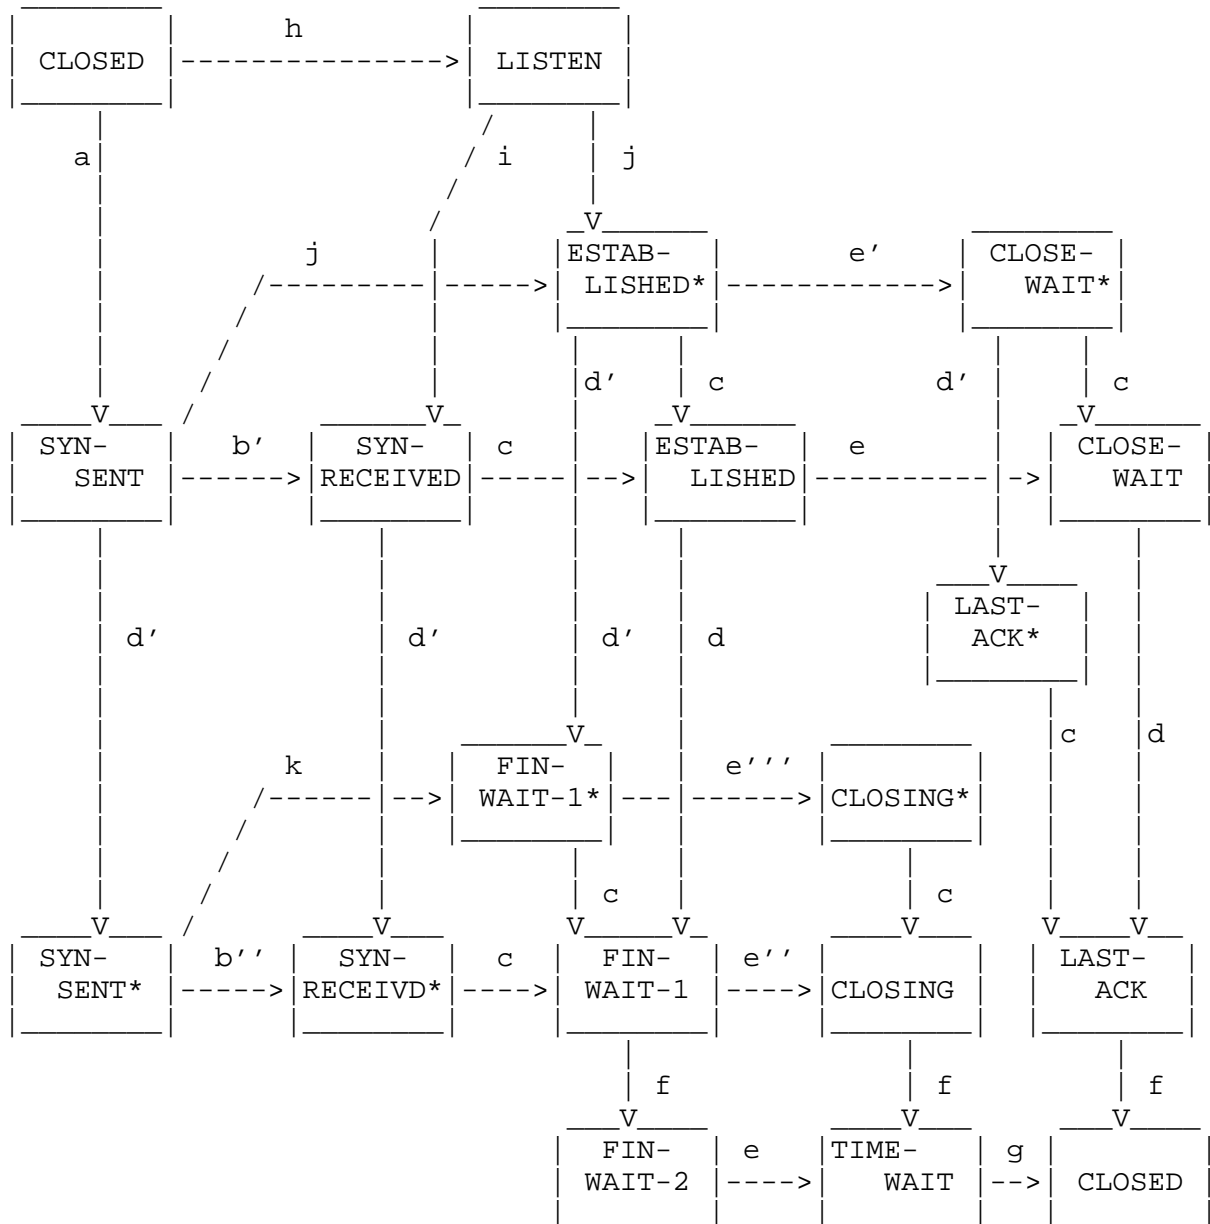 h
CLOSED LISTEN
a i j
j ESTAB- e' CLOSE-
LISHED* WAIT*
d' c d' c
SYN- b' SYN- c ESTAB- e CLOSE-
SENT RECEIVED LISHED WAIT
LAST-
d' d' d' d ACK*
c d
k FIN- e'''
WAIT-1* CLOSING*
c c
SYN- b'' SYN- c FIN- e'' LAST-
SENT* RECEIVD* WAIT-1 CLOSING ACK
f f f
FIN- e TIME- g
WAIT-2 WAIT CLOSED